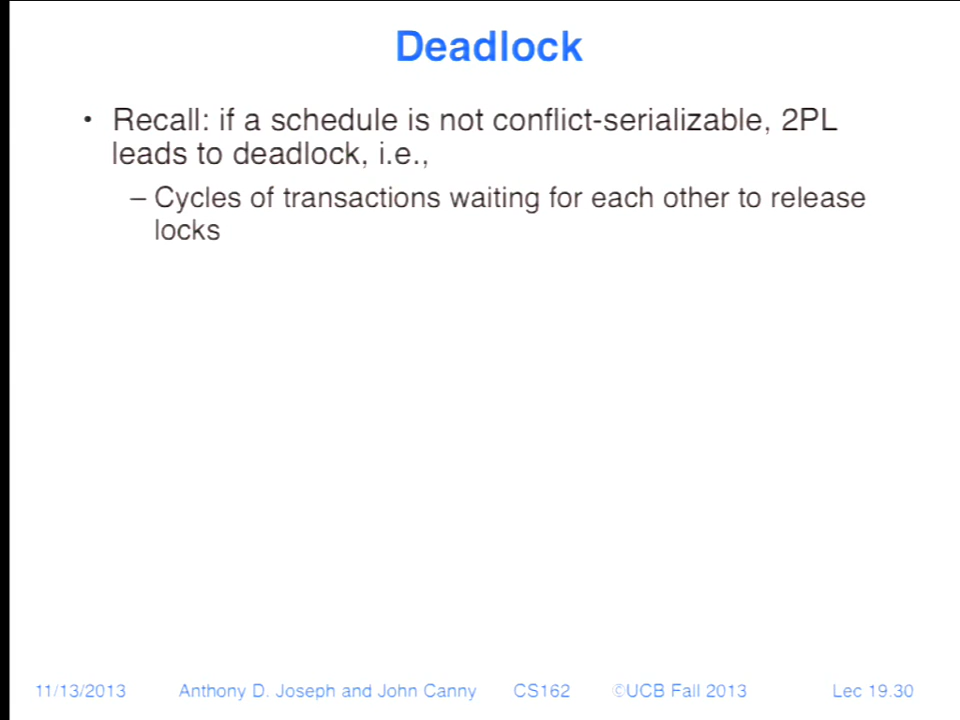 Deadlock
• Recall: if a schedule is not conflict-serializable, 2PL
leads to deadlock, i.e.,
– Cycles of transactions waiting for each other to release
locks
11/13/2013 Anthony D. Joseph and John Canny CS162 ©UCB Fall 2013 Lec 19.30